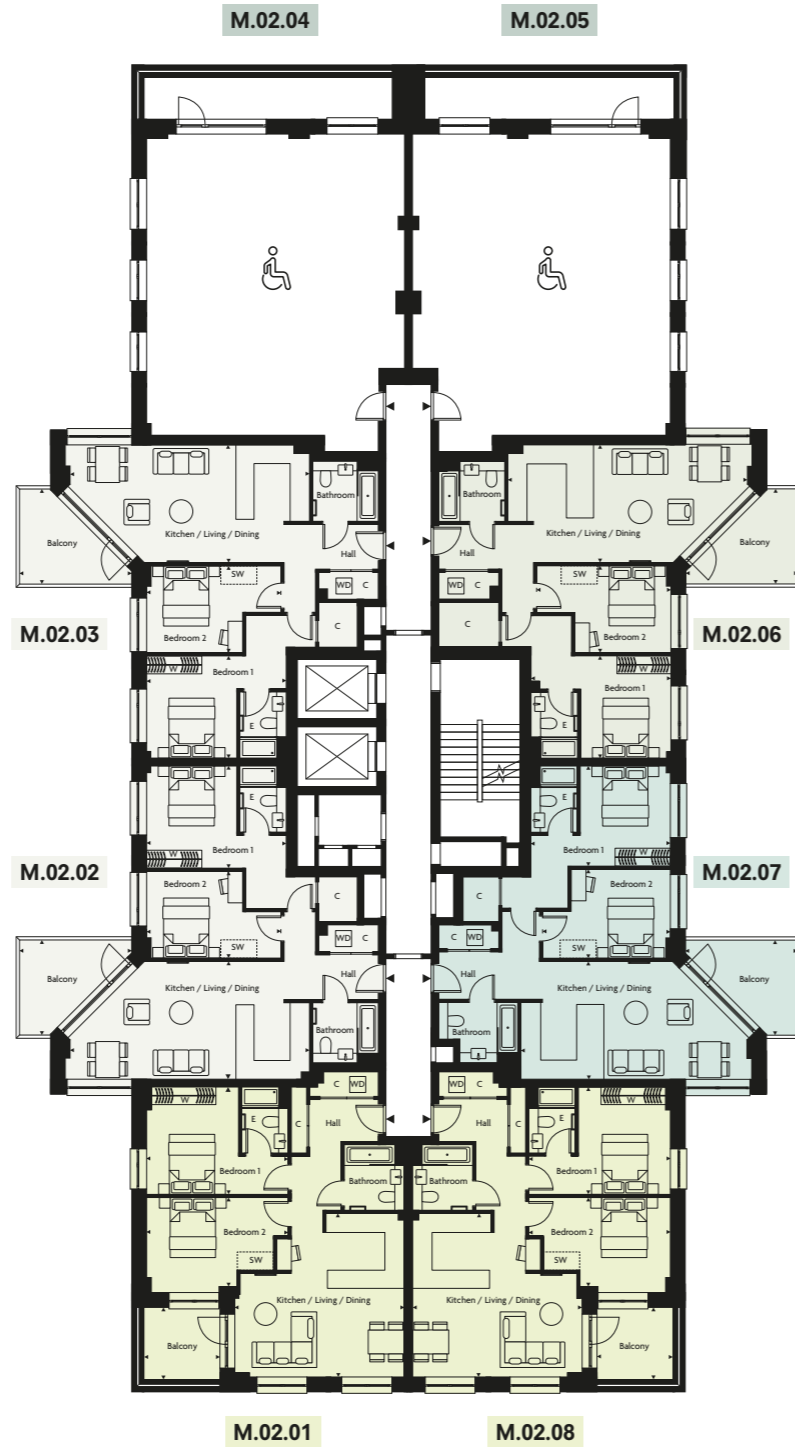 M.02.04
M.02.05
Bathroom
Kitchen / Living / Dining
Balcony
Hall
SW
WD
C
Bedroom 2
C
M.02.03
Bedroom 1
W
E
Bathroom
Kitchen / Living / Dining
Balcony
Hall
SW
WD
C
Bedroom 2
C
M.02.06
Bedroom 1
W
E
E
Bedroom 1
W
M.02.02
Bedroom 2
C
SW
WD
C
Hall
Balcony
Kitchen / Living / Dining
Bathroom
E
Bedroom 1
W
M.02.07
Bedroom 2
C
SW
C
WD
Hall
Balcony
Kitchen / Living / Dining
Bathroom
W
C
WD
E
C
Hall
Bedroom 1
Bathroom
Bedroom 2
SW
Kitchen / Living / Dining
Balcony
WD
C
W
Hall
C
E
Bedroom 1
Bathroom
Bedroom 2
SW
Kitchen / Living / Dining
Balcony
M.02.01
M.02.08